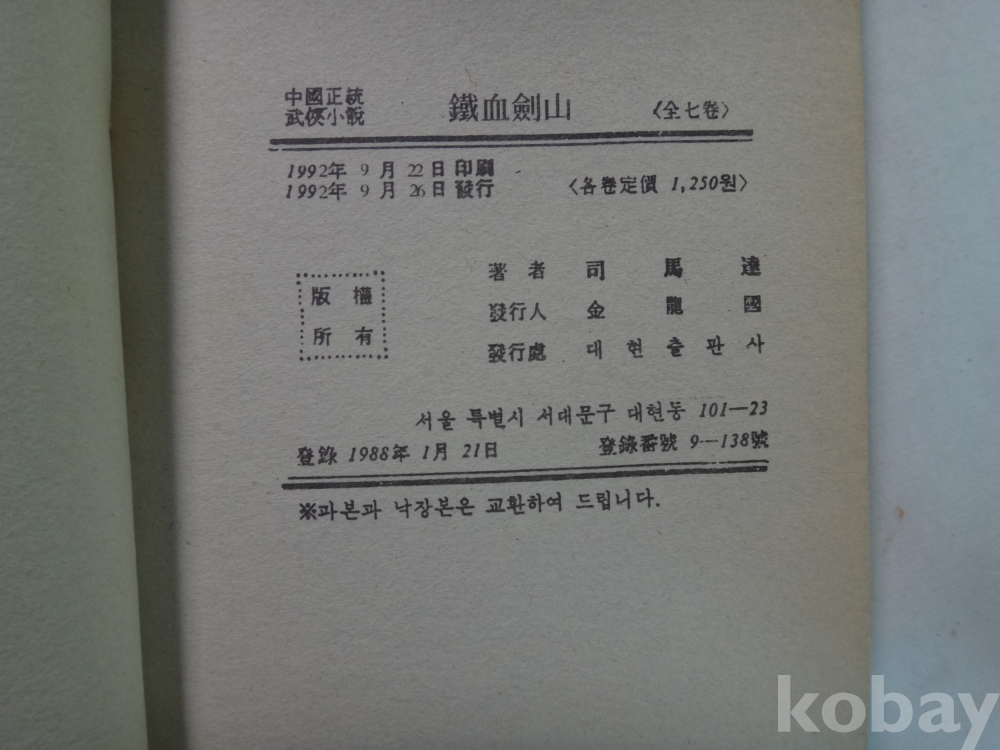 中國正統
武俠小說
鐵血劍山
〈全七卷〉
1992年 9 月 22日 印刷
1992年 9 月 26日 發行
〈各卷定價 1,250원〉
版 權
所 有
著 者 司 馬 達
發行人 金 龍 國
發行處 대 현 출 판 사
서울 특별시 서대문구 대현동 101—23
登錄 1988年 1月 21日 登錄番號 9—138號
※과본과 낙장본은 교환하여 드립니다.
kobay